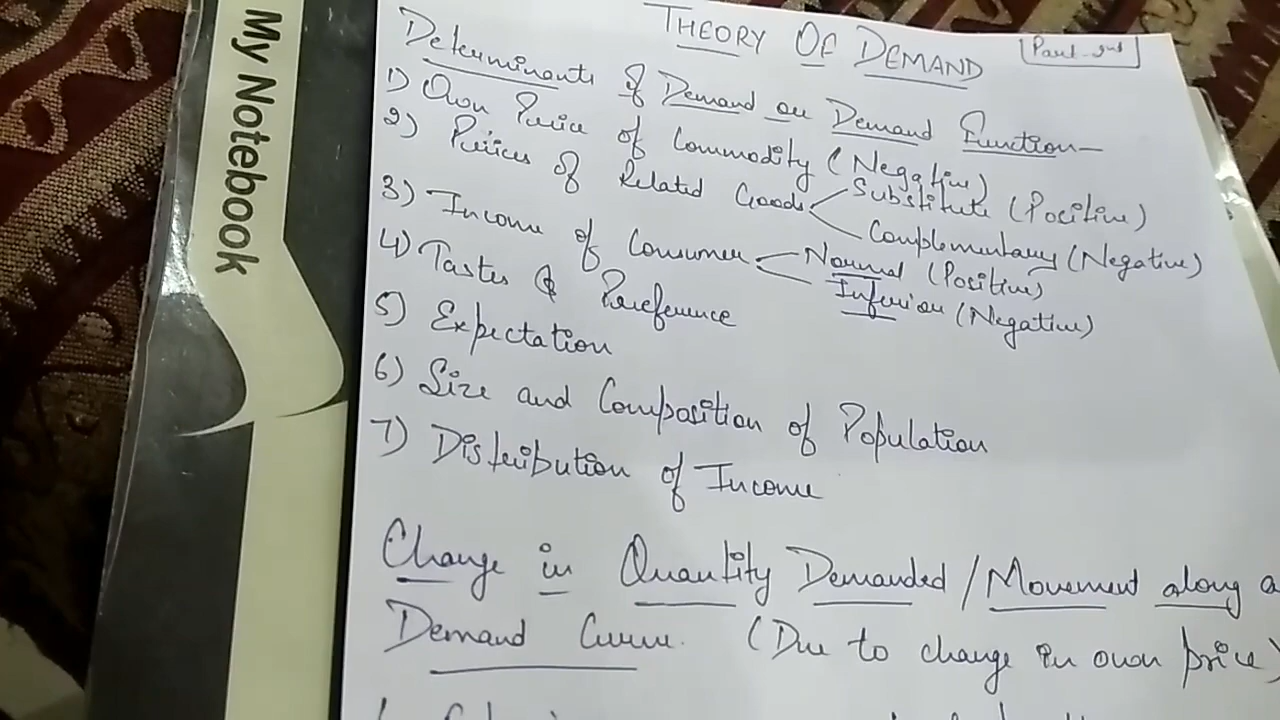 My Notebook
THEORY OF DEMAND
Determinants of Demand or Demand Function-
1) Own Price of Commodity (Negative)
2) Prices of Related Goods
Substitute (Positive)
Complementary (Negative)
3) Income of Consumer
Normal (Positive)
Inferior (Negative)
4) Tastes & Preference
5) Expectation
6) Size and Composition of Population
7) Distribution of Income
Change in Quantity Demanded / Movement along a
Demand Curve. (Due to change in own price)